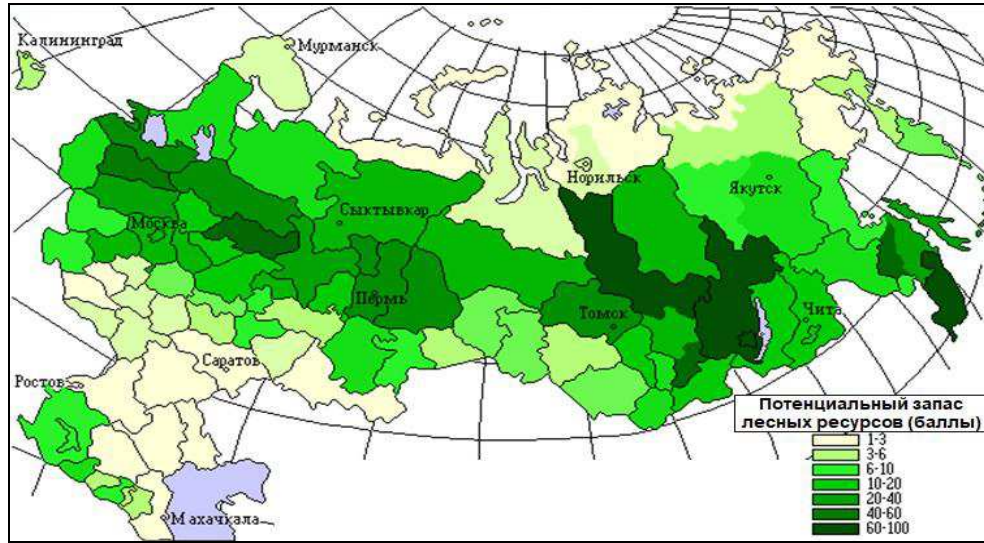 Калининград
Мурманск
Норильск
Якутск
Сыктывкар
Москва
Пермь
Томск
Чита
Саратов
Ростов
Махачкала
Потенциальный запас
лесных ресурсов (баллы)
1-3
3-6
6-10
10-20
20-40
40-60
60-100